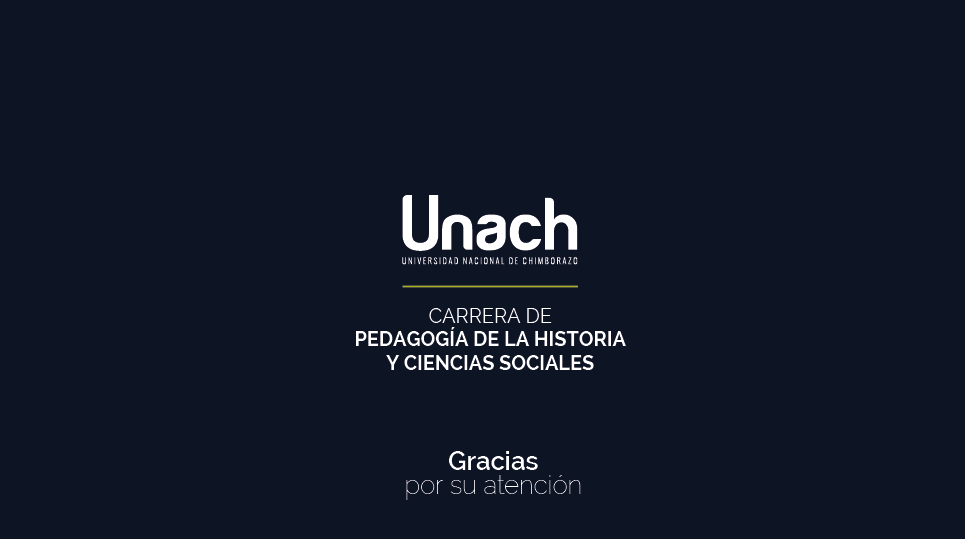 Unach
UNIVERSIDAD NACIONAL DE CHIMBORAZO
CARRERA DE
PEDAGOGÍA DE LA HISTORIA
Y CIENCIAS SOCIALES
Gracias
por su atención